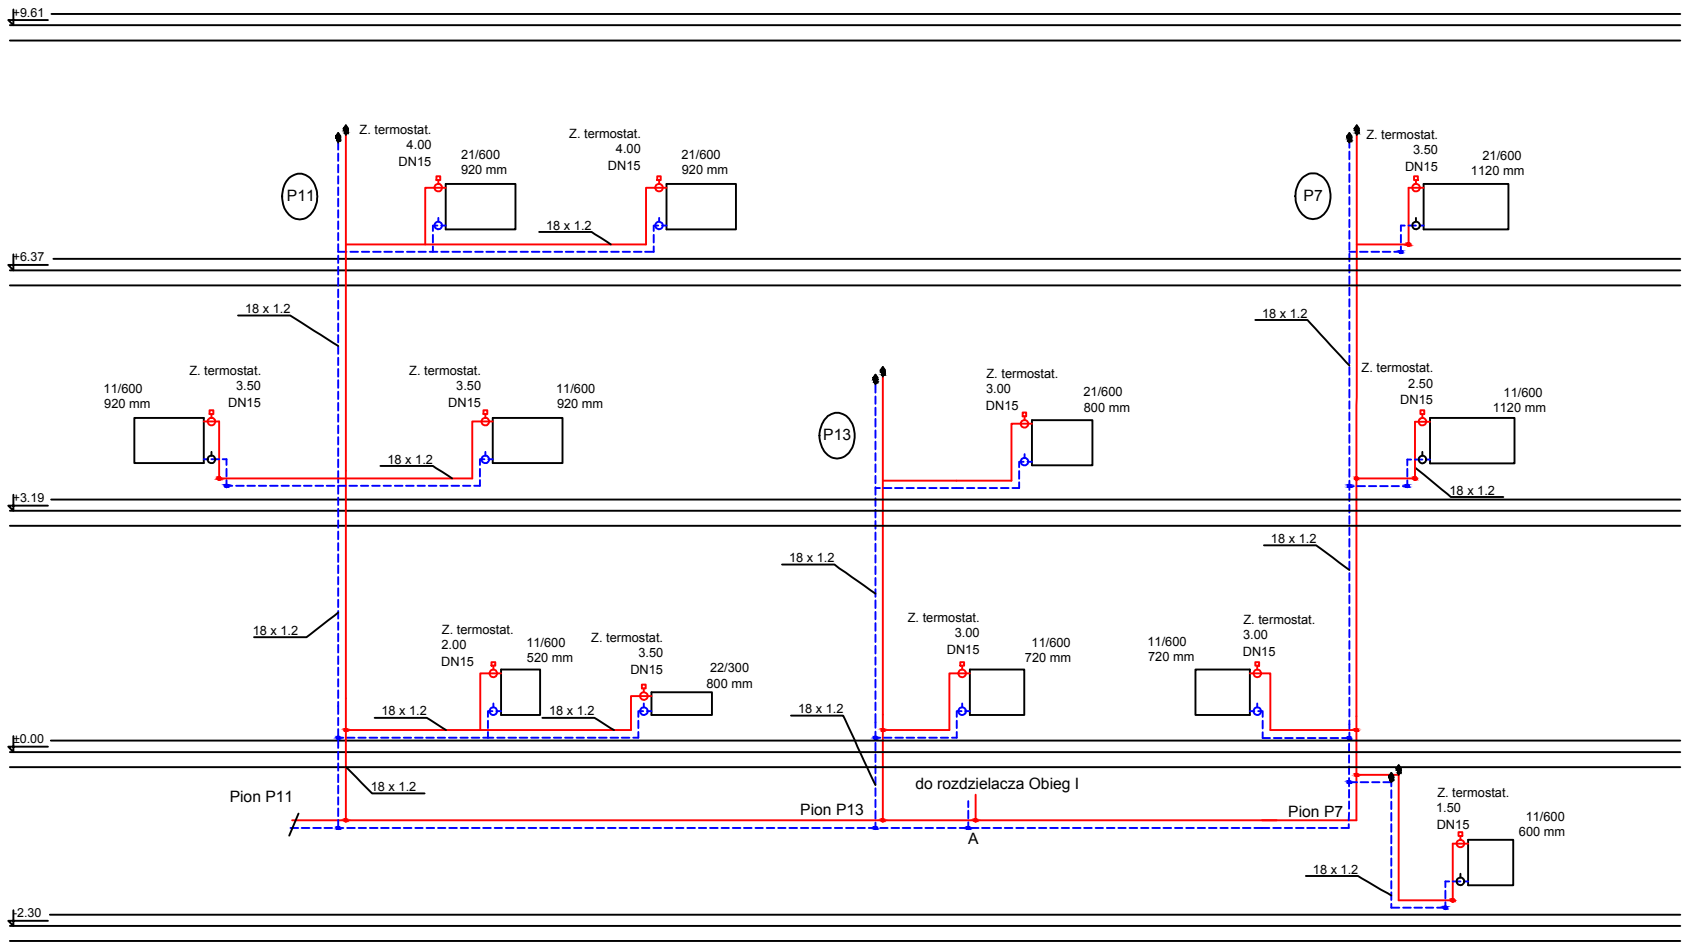 +9.61
Z. termostat.
4.00
DN15
21/600
920 mm
Z. termostat.
4.00
DN15
21/600
920 mm
Z. termostat.
3.50
DN15
21/600
1120 mm
P11
P7
18 x 1.2
+6.37
18 x 1.2
18 x 1.2
11/600
920 mm
Z. termostat.
3.50
DN15
Z. termostat.
3.50
DN15
11/600
920 mm
Z. termostat.
3.00
DN15
21/600
800 mm
Z. termostat.
2.50
DN15
11/600
1120 mm
P13
18 x 1.2
18 x 1.2
+3.19
18 x 1.2
18 x 1.2
18 x 1.2
Z. termostat.
2.00
DN15
11/600
520 mm
Z. termostat.
3.50
DN15
22/300
800 mm
Z. termostat.
3.00
DN15
11/600
720 mm
11/600
720 mm
Z. termostat.
3.00
DN15
18 x 1.2
18 x 1.2
18 x 1.2
±0.00
18 x 1.2
Pion P11
Pion P13
do rozdzielacza Obieg I
Pion P7
A
Z. termostat.
1.50
DN15
11/600
600 mm
18 x 1.2
-2.30